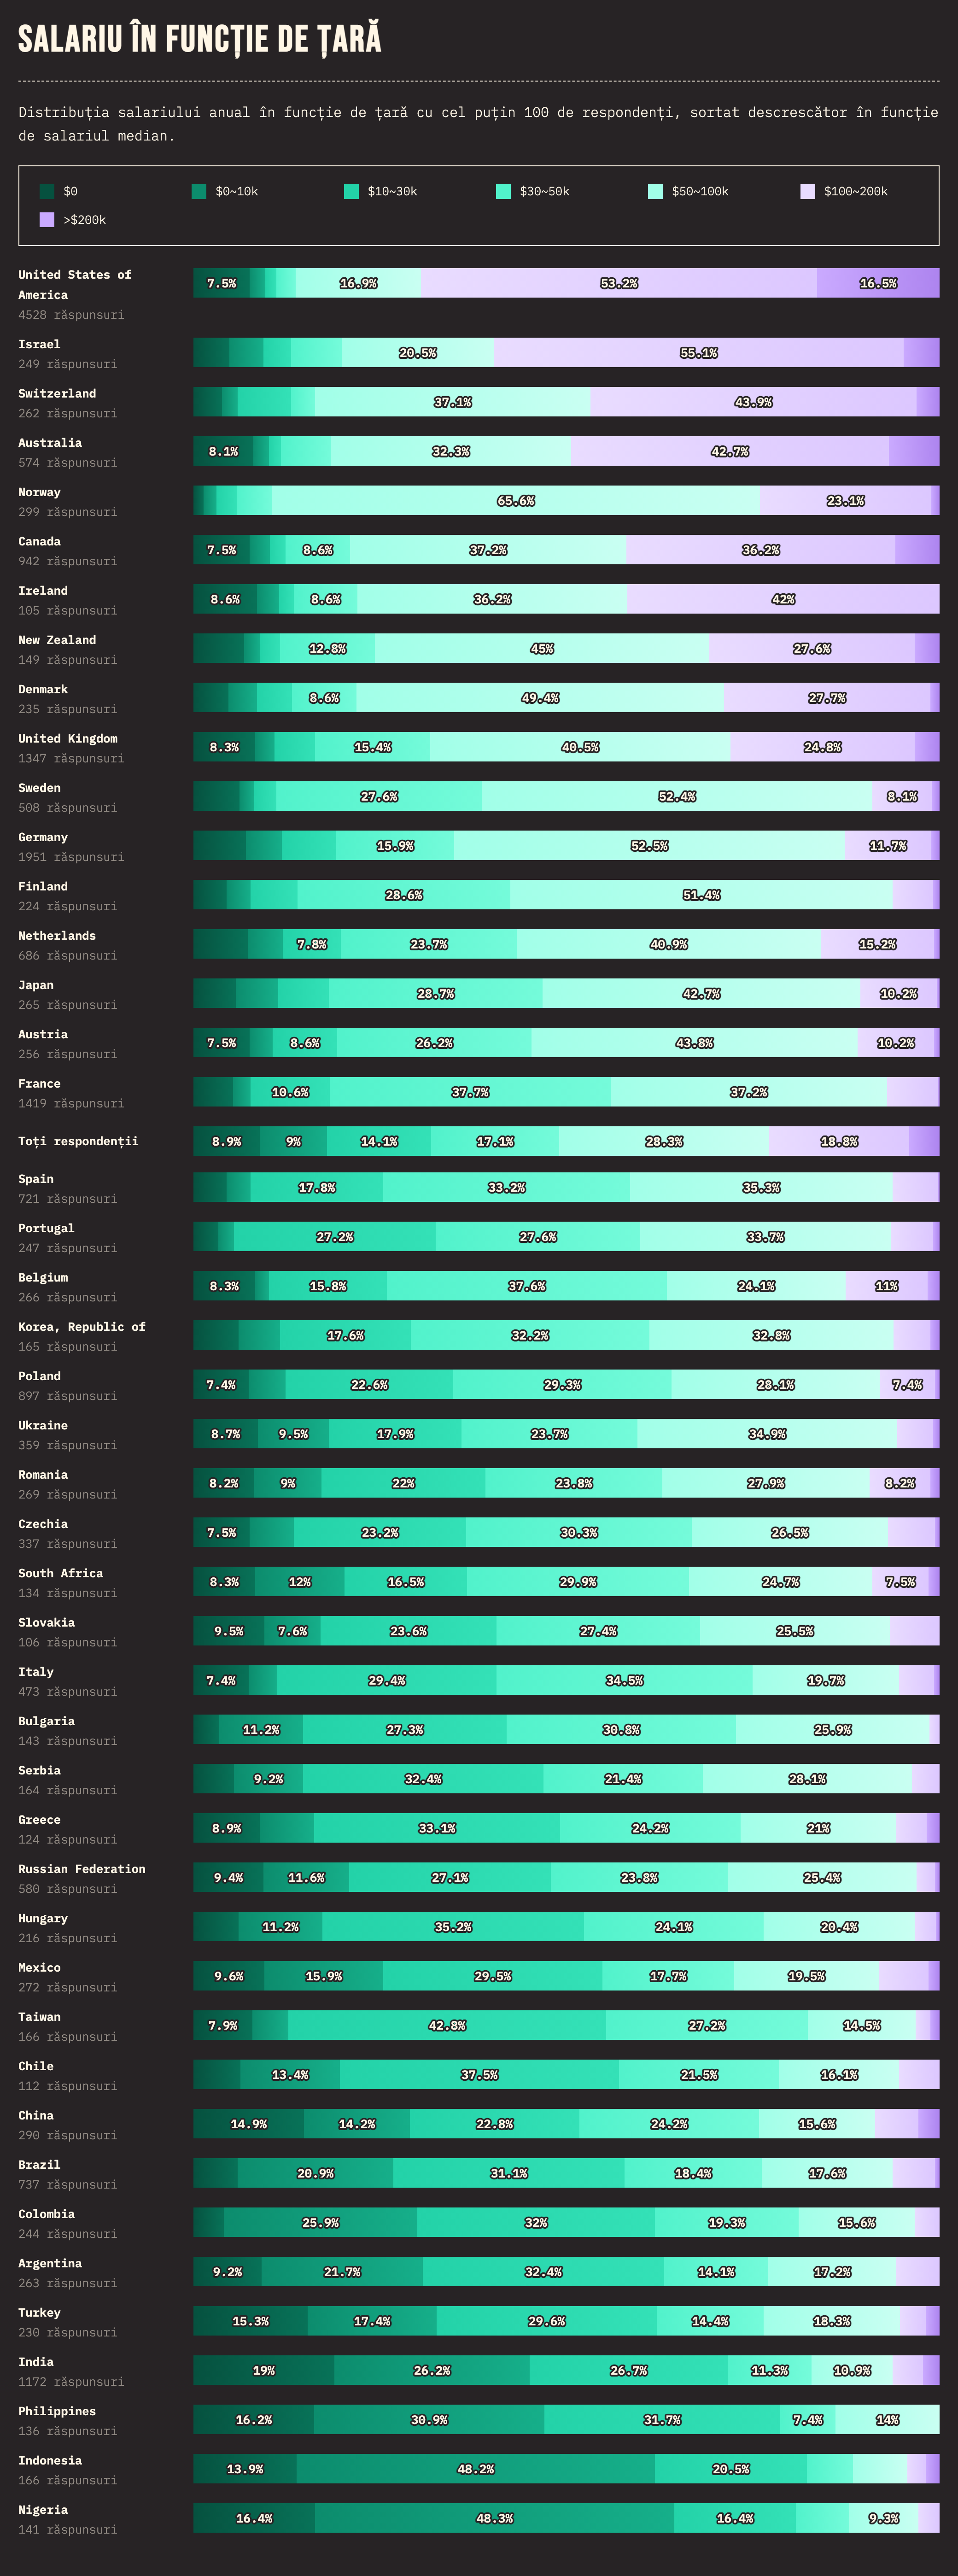 SALARIU ÎN FUNCȚIE DE ȚARĂ
Distribuția salariului anual în funcție de țară cu cel puțin 100 de respondenți, sortat descrescător în funcție
de salariul median.
$0 $0~10k $10~30k $30~50k $50~100k $100~200k
>$200k
United States of
America
4528 răspunsuri
7.5% 16.9% 53.2% 16.5%
Israel
249 răspunsuri
20.5% 55.1%
Switzerland
262 răspunsuri
37.1% 43.9%
Australia
574 răspunsuri
8.1% 32.3% 42.7%
Norway
299 răspunsuri
65.6% 23.1%
Canada
942 răspunsuri
7.5% 8.6% 37.2% 36.2%
Ireland
105 răspunsuri
8.6% 8.6% 36.2% 42%
New Zealand
149 răspunsuri
12.8% 45% 27.6%
Denmark
235 răspunsuri
8.6% 49.4% 27.7%
United Kingdom
1347 răspunsuri
8.3% 15.4% 40.5% 24.8%
Sweden
508 răspunsuri
27.6% 52.4% 8.1%
Germany
1951 răspunsuri
15.9% 52.5% 11.7%
Finland
224 răspunsuri
28.6% 51.4%
Netherlands
686 răspunsuri
7.8% 23.7% 40.9% 15.2%
Japan
265 răspunsuri
28.7% 42.7% 10.2%
Austria
256 răspunsuri
7.5% 8.6% 26.2% 43.8% 10.2%
France
1419 răspunsuri
10.6% 37.7% 37.2%
Toți respondenții
8.9% 9% 14.1% 17.1% 28.3% 18.8%
Spain
721 răspunsuri
17.8% 33.2% 35.3%
Portugal
247 răspunsuri
27.2% 27.6% 33.7%
Belgium
266 răspunsuri
8.3% 15.8% 37.6% 24.1% 11%
Korea, Republic of
165 răspunsuri
17.6% 32.2% 32.8%
Poland
897 răspunsuri
7.4% 22.6% 29.3% 28.1% 7.4%
Ukraine
359 răspunsuri
8.7% 9.5% 17.9% 23.7% 34.9%
Romania
269 răspunsuri
8.2% 9% 22% 23.8% 27.9% 8.2%
Czechia
337 răspunsuri
7.5% 23.2% 30.3% 26.5%
South Africa
134 răspunsuri
8.3% 12% 16.5% 29.9% 24.7% 7.5%
Slovakia
106 răspunsuri
9.5% 7.6% 23.6% 27.4% 25.5%
Italy
473 răspunsuri
7.4% 29.4% 34.5% 19.7%
Bulgaria
143 răspunsuri
11.2% 27.3% 30.8% 25.9%
Serbia
164 răspunsuri
9.2% 32.4% 21.4% 28.1%
Greece
124 răspunsuri
8.9% 33.1% 24.2% 21%
Russian Federation
580 răspunsuri
9.4% 11.6% 27.1% 23.8% 25.4%
Hungary
216 răspunsuri
11.2% 35.2% 24.1% 20.4%
Mexico
272 răspunsuri
9.6% 15.9% 29.5% 17.7% 19.5%
Taiwan
166 răspunsuri
7.9% 42.8% 27.2% 14.5%
Chile
112 răspunsuri
13.4% 37.5% 21.5% 16.1%
China
290 răspunsuri
14.9% 14.2% 22.8% 24.2% 15.6%
Brazil
737 răspunsuri
20.9% 31.1% 18.4% 17.6%
Colombia
244 răspunsuri
25.9% 32% 19.3% 15.6%
Argentina
263 răspunsuri
9.2% 21.7% 32.4% 14.1% 17.2%
Turkey
230 răspunsuri
15.3% 17.4% 29.6% 14.4% 18.3%
India
1172 răspunsuri
19% 26.2% 26.7% 11.3% 10.9%
Philippines
136 răspunsuri
16.2% 30.9% 31.7% 7.4% 14%
Indonesia
166 răspunsuri
13.9% 48.2% 20.5%
Nigeria
141 răspunsuri
16.4% 48.3% 16.4% 9.3%